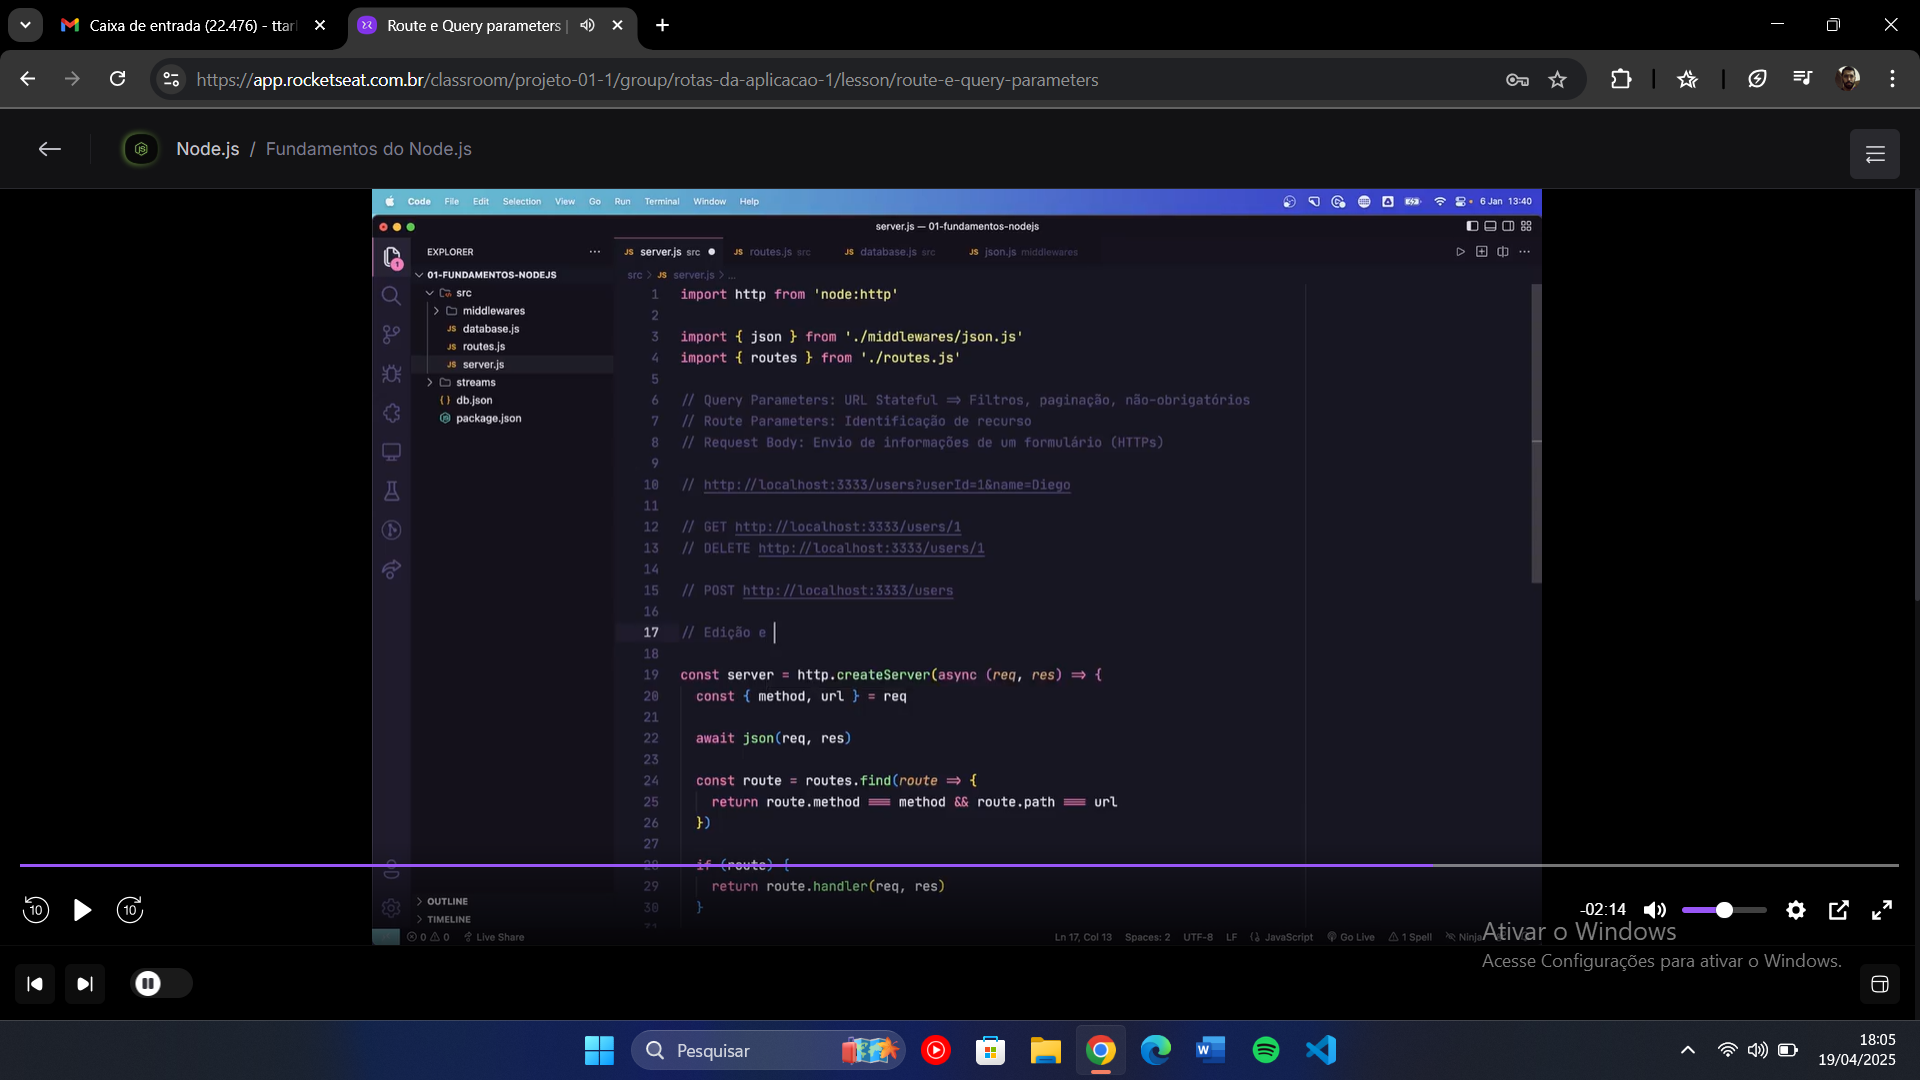 Caixa de entrada (22.476) - ttar
Route e Query parameters |
https://app.rocketseat.com.br/classroom/projeto-01-1/group/rotas-da-aplicacao-1/lesson/route-e-query-parameters
Node.js / Fundamentos do Node.js
Code File Edit Selection View Go Run Terminal Window Help
6 Jan 13:40
server.js — 01-fundamentos-nodejs
EXPLORER
JS server.js src
JS routes.js src
JS database.js src
JS json.js middlewares
01-FUNDAMENTOS-NODEJS
src
middlewares
JS database.js
JS routes.js
JS server.js
streams
{ } db.json
package.json
1
src > JS server.js > ...
1 import http from 'node:http'
2
3 import { json } from './middlewares/json.js'
4 import { routes } from './routes.js'
5
6 // Query Parameters: URL Stateful => Filtros, paginação, não-obrigatórios
7 // Route Parameters: Identificação de recurso
8 // Request Body: Envio de informações de um formulário (HTTPs)
9
10 // http://localhost:3333/users?userId=1&name=Diego
11
12 // GET http://localhost:3333/users/1
13 // DELETE http://localhost:3333/users/1
14
15 // POST http://localhost:3333/users
16
17 // Edição e
18
19 const server = http.createServer(async (req, res) => {
20 const { method, url } = req
21
22 await json(req, res)
23
24 const route = routes.find(route => {
25 return route.method === method && route.path === url
26 })
27
28 if (route) {
29 return route.handler(req, res)
30 }
31
OUTLINE
TIMELINE
0 0 Live Share
Ln 17, Col 13 Spaces: 2 UTF-8 LF JavaScript Go Live 1 Spell Ninja
10
10
-02:14
Ativar o Windows
Acesse Configurações para ativar o Windows.
Pesquisar
18:05
19/04/2025